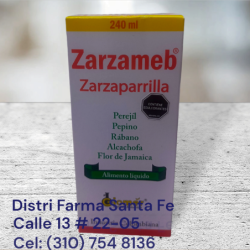 240 ml
Zarzameb®
Zarzaparrilla
Perejil
Pepino
Rábano
Alcachofa
Flor de Jamaica
Alimento líquido
Distri Farma Santa Fe
Calle 13 # 22-05
Cel: (310) 754 8136